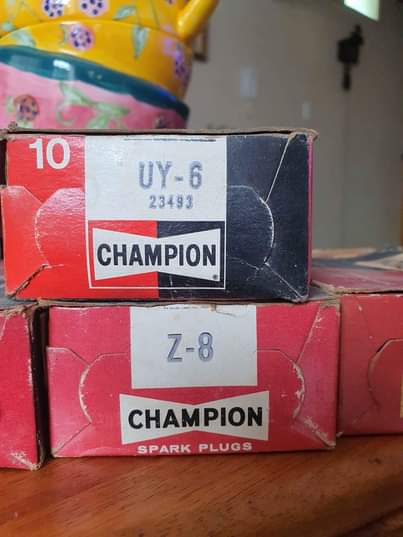 10
UY-6
23493
CHAMPION
Z-8
CHAMPION
SPARK PLUGS